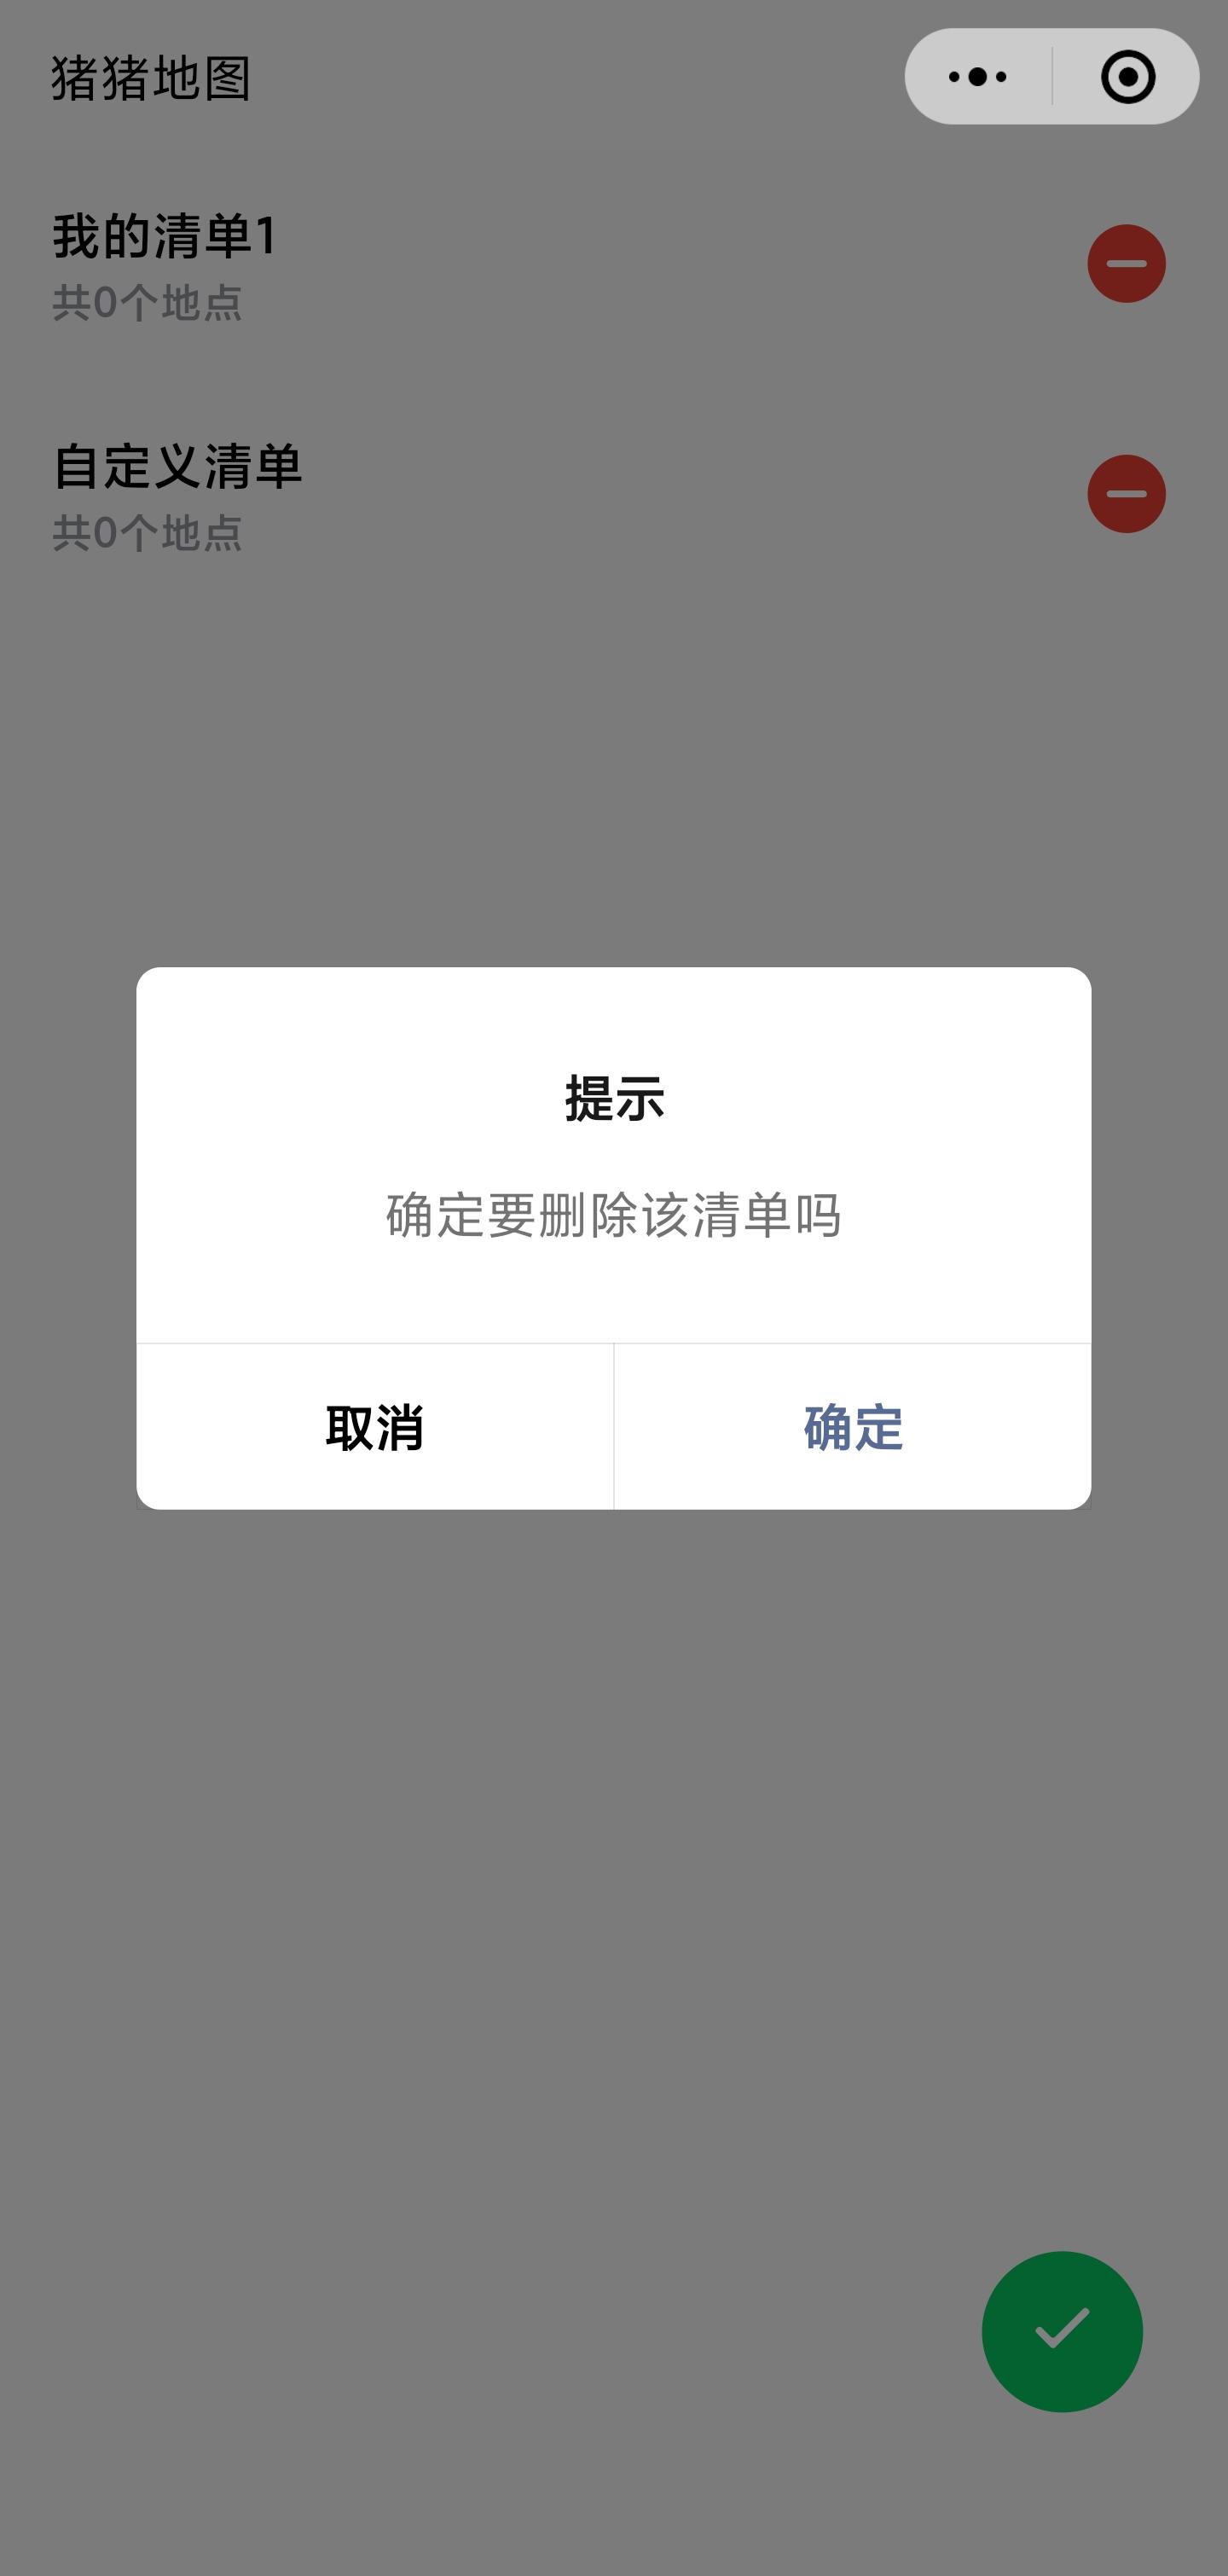 猪猪地图
我的清单1
共0个地点
自定义清单
共0个地点
提示
确定要删除该清单吗
取消
确定